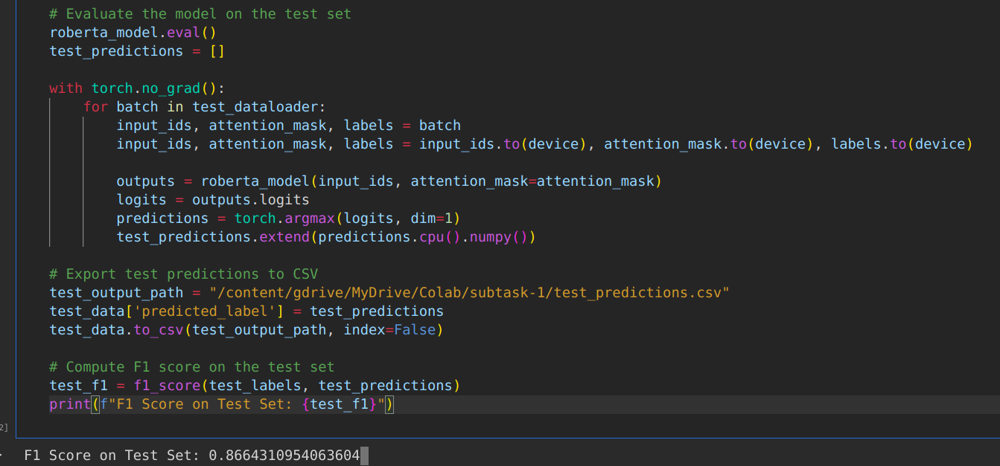 # Evaluate the model on the test set
roberta_model.eval()
test_predictions = []
with torch.no_grad():
for batch in test_dataloader:
input_ids, attention_mask, labels = batch
input_ids, attention_mask, labels = input_ids.to(device), attention_mask.to(device), labels.to(device)
outputs = roberta_model(input_ids, attention_mask=attention_mask)
logits = outputs.logits
predictions = torch.argmax(logits, dim=1)
test_predictions.extend(predictions.cpu().numpy())
# Export test predictions to CSV
test_output_path = "/content/gdrive/MyDrive/Colab/subtask-1/test_predictions.csv"
test_data['predicted_label'] = test_predictions
test_data.to_csv(test_output_path, index=False)
# Compute F1 score on the test set
test_f1 = f1_score(test_labels, test_predictions)
print(f"F1 Score on Test Set: {test_f1}")
2]
F1 Score on Test Set: 0.8664310954063604